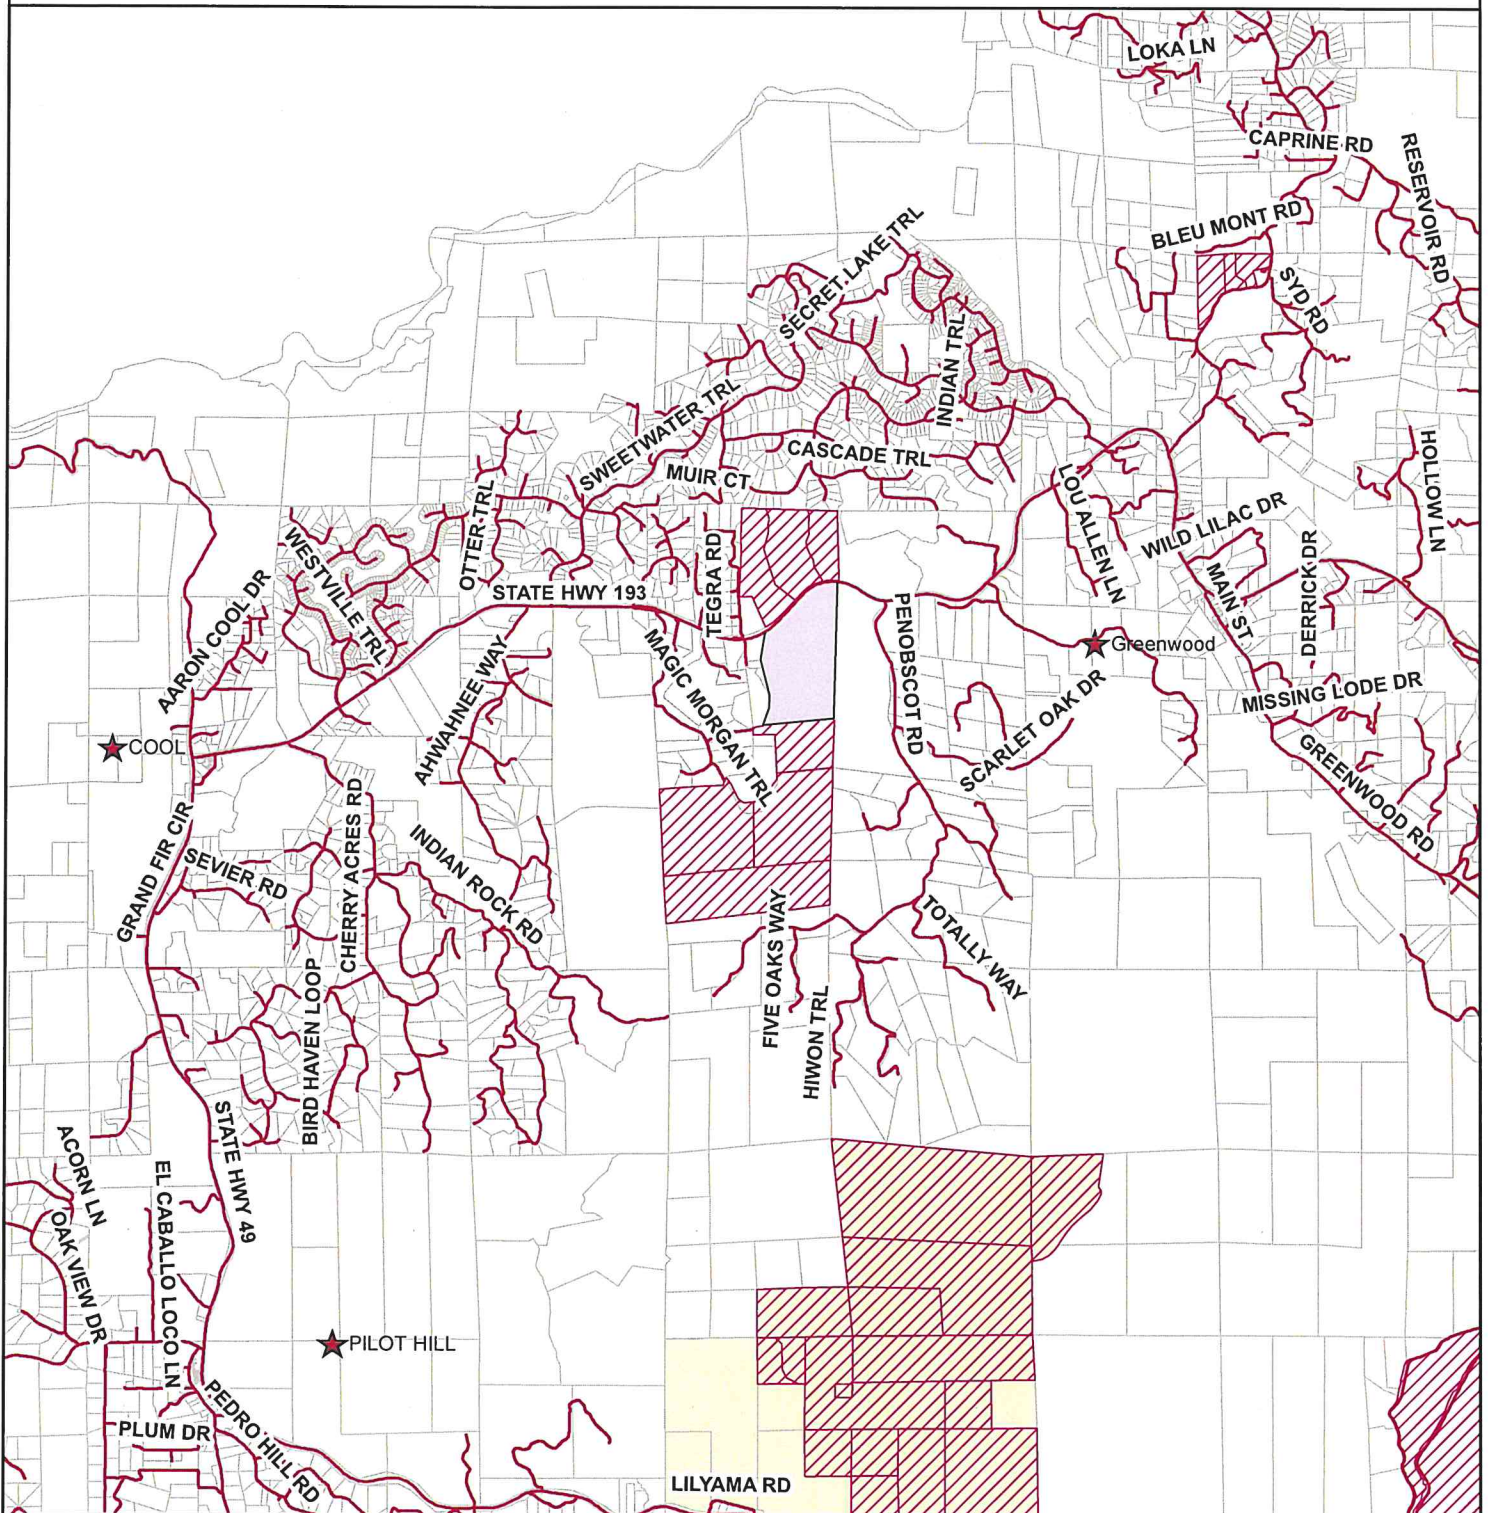 LOKA LN
CAPRINE RD
RESERVOIR RD
BLEU MONT RD
SECRET LAKE TRL
SYD RD
INDIAN TRL
SWEETWATER TRL
CASCADE TRL
MUIR CT
HOLLOW LN
LOU ALLEN LN
OTTER TRL
WILD LILAC DR
WESTVILLE TRL
TEGRA RD
DERRICK DR
STATE HWY 193
MAIN ST
AARON COOL DR
PENOBSCOT RD
AHWAHNEE WAY
MAGIC MORGAN TRL
Greenwood
MISSING LODE DR
SCARLET OAK DR
COOL
GREENWOOD RD
CHERRY ACRES RD
GRAND FIR CIR
SEVIER RD
INDIAN ROCK RD
FIVE OAKS WAY
TOTALLY WAY
BIRD HAVEN LOOP
HIWON TRL
STATE HWY 49
ACORN LN
EL CABALLO LOCO LN
OAK VIEW DR
PILOT HILL
PEDRO HILL RD
PLUM DR
LILYAMA RD